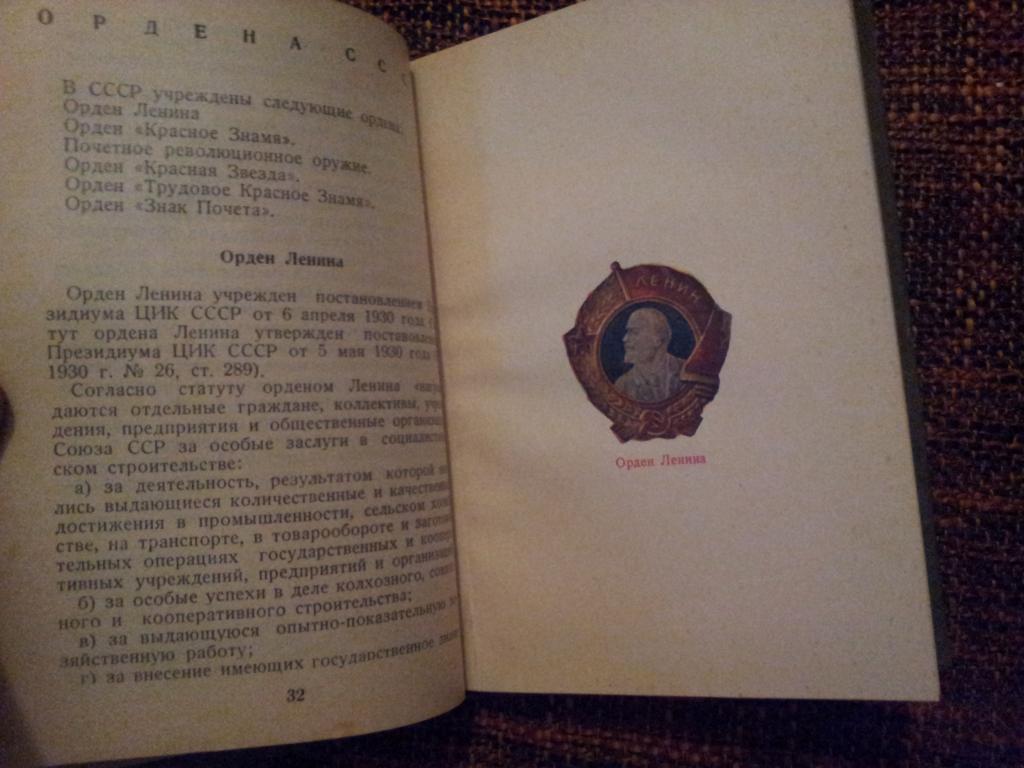 ОРДЕНА СС
В СССР учреждены следующие ордена:
Орден Ленина
Орден «Красное Знамя».
Почетное революционное оружие.
Орден «Красная Звезда».
Орден «Трудовое Красное Знамя».
Орден «Знак Почета».
Орден Ленина
Орден Ленина учрежден постановлением
зидиума ЦИК СССР от 6 апреля 1930 года
тут ордена Ленина утвержден
Президиума ЦИК СССР от 5 мая 1930 года
1930 г. № 26, ст. 289).
Согласно статуту орденом Ленина
даются отдельные граждане, коллективы,
дения, предприятия и общественные
Союза ССР за особые заслуги в
ском строительстве:
а) за деятельность, результатом которой
лись выдающиеся количественные и
достижения в промышленности, сельском
стве, на транспорте, в товарообороте и
тельных операциях государственных и
тивных учреждений, предприятий и
б) за особые успехи в деле колхозного,
ного и кооперативного строительства;
в) за выдающуюся опытно-показательную
зяйственную работу;
г) за внесение имеющих государственное
32
ЛЕНИН
Орден Ленина